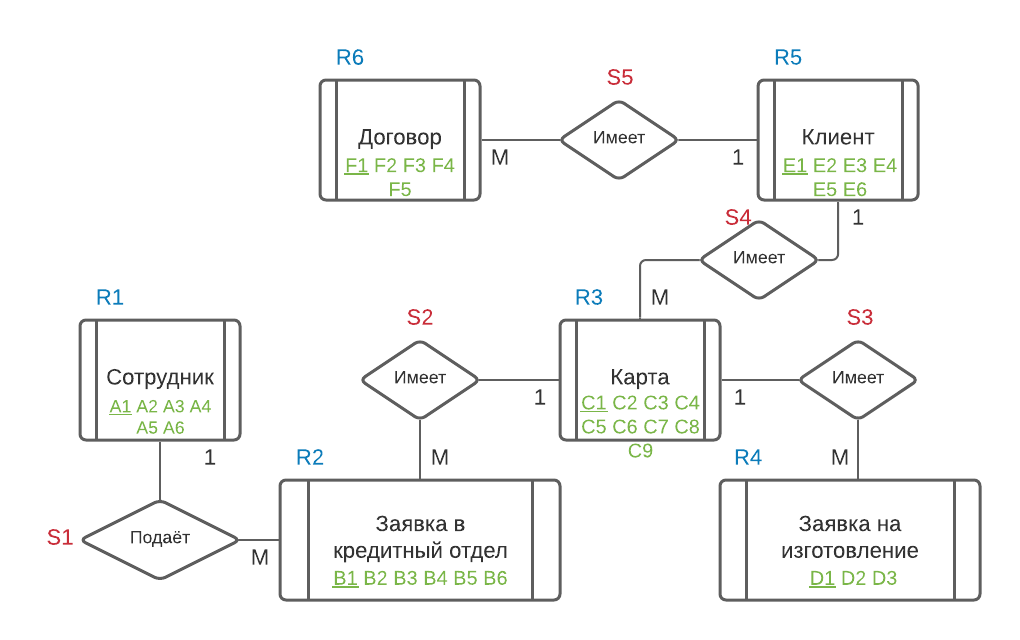 R6
S5
R5
Договор
F1 F2 F3 F4
F5
Имеет
M
1
Клиент
E1 E2 E3 E4
E5 E6
S4
1
Имеет
R1
S2
R3
M
S3
Сотрудник
A1 A2 A3 A4
A5 A6
1
Имеет
1
Карта
C1 C2 C3 C4
C5 C6 C7 C8
C9
1
Имеет
R2
M
R4
M
S1
Подаёт
M
Заявка в
кредитный отдел
B1 B2 B3 B4 B5 B6
Заявка на
изготовление
D1 D2 D3